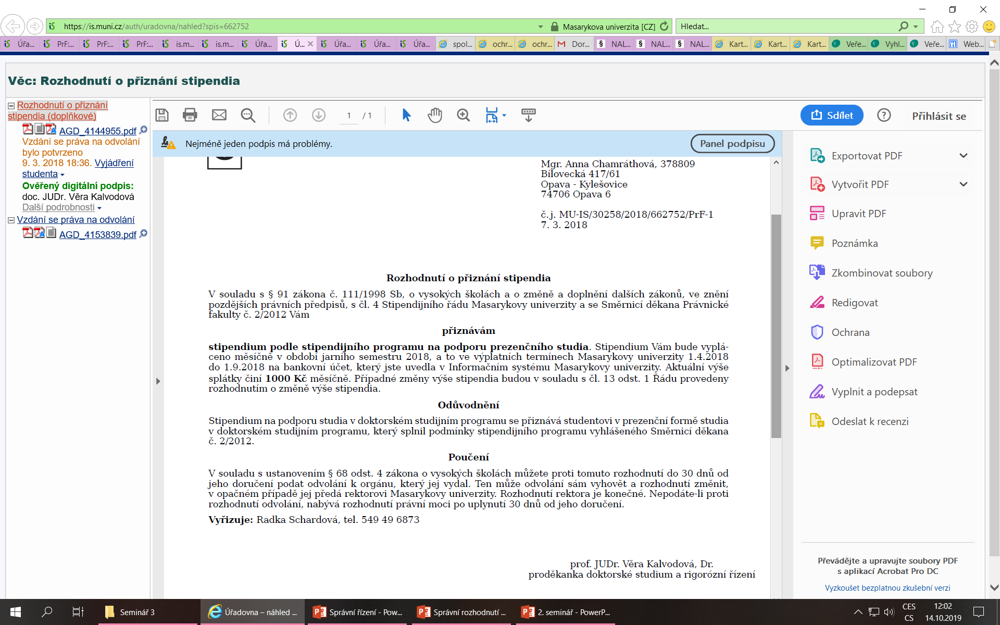 https://is.muni.cz/auth/uradovna/nahled?spis=662752
Masarykova univerzita [CZ]
Hledat...
Úřa...
PrF:...
PrF:...
PrF:...
is.m...
is.m...
Úřa...
Ú...
Úřa...
Úřa...
Úřa...
spol...
ochr...
ochr...
Dor...
NAL...
NAL...
NAL...
Kart...
Kart...
Kart...
Veře...
Vyhl...
Veře...
Web...
Věc: Rozhodnutí o přiznání stipendia
Rozhodnutí o přiznání
stipendia (doplňkové)
AGD_4144955.pdf
Vzdání se práva na odvolání
bylo potvrzeno
9. 3. 2018 18:36. Vyjádření
studenta
Ověřený digitální podpis:
doc. JUDr. Věra Kalvodová
Další podrobnosti
Vzdání se práva na odvolání
AGD_4153839.pdf
1 / 1
Sdílet
Přihlásit se
Nejméně jeden podpis má problémy.
Panel podpisu
Mgr. Anna Chamráthová, 378809
Bílovecká 417/61
Opava - Kylešovice
74706 Opava 6
č.j. MU-IS/30258/2018/662752/PrF-1
7. 3. 2018
Rozhodnutí o přiznání stipendia
V souladu s § 91 zákona č. 111/1998 Sb, o vysokých školách a o změně a doplnění dalších zákonů, ve znění
pozdějších právních předpisů, s čl. 4 Stipendijního řádu Masarykovy univerzity a se Směrnicí děkana Právnické
fakulty č. 2/2012 Vám
přiznávám
stipendium podle stipendijního programu na podporu prezenčního studia. Stipendium Vám bude vyplá-
ceno měsíčně v období jarního semestru 2018, a to ve výplatních termínech Masarykovy univerzity 1.4.2018
do 1.9.2018 na bankovní účet, který jste uvedla v Informačním systému Masarykovy univerzity. Aktuální výše
splátky činí 1000 Kč měsíčně. Případné změny výše stipendia budou v souladu s čl. 13 odst. 1 Řádu provedeny
rozhodnutím o změně výše stipendia.
Odůvodnění
Stipendium na podporu studia v doktorském studijním programu se přiznává studentovi v prezenční formě studia
v doktorském studijním programu, který splnil podmínky stipendijního programu vyhlášeného Směrnicí děkana
č. 2/2012.
Poučení
V souladu s ustanovením § 68 odst. 4 zákona o vysokých školách můžete proti tomuto rozhodnutí do 30 dnů od
jeho doručení podat odvolání k orgánu, který jej vydal. Ten může odvolání sám vyhovět a rozhodnutí změnit,
v opačném případě jej předá rektorovi Masarykovy univerzity. Rozhodnutí rektora je konečné. Nepodáte-li proti
rozhodnutí odvolání, nabývá rozhodnutí právní moci po uplynutí 30 dnů od jeho doručení.
Vyřizuje: Radka Schardová, tel. 549 49 6873
prof. JUDr. Věra Kalvodová, Dr.
proděkanka doktorské studium a rigorózní řízení
Exportovat PDF
Vytvořit PDF
Upravit PDF
Poznámka
Zkombinovat soubory
Redigovat
Ochrana
Optimalizovat PDF
Vyplnit a podepsat
Odeslat k recenzi
Převádějte a upravujte soubory PDF
s aplikací Acrobat Pro DC
Vyzkoušet bezplatnou zkušební verzi
Seminář 3
Úřadovna – náhled ...
Správní řízení - Pow...
Správní rozhodnutí ...
2. seminář - PowerP...
CES
CS
12:02
14.10.2019